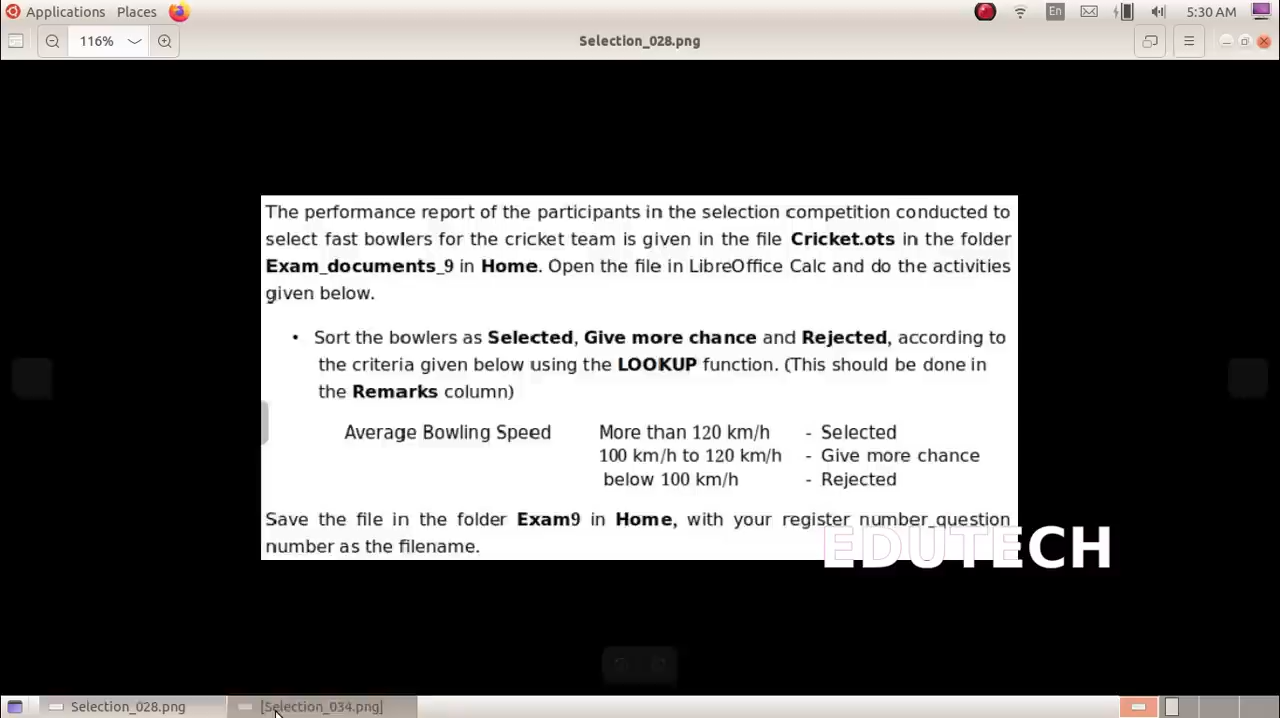 Applications Places
En
5:30 AM
116%
Selection_028.png
The performance report of the participants in the selection competition conducted to
select fast bowlers for the cricket team is given in the file Cricket.ots in the folder
Exam_documents_9 in Home. Open the file in LibreOffice Calc and do the activities
given below.
• Sort the bowlers as Selected, Give more chance and Rejected, according to
the criteria given below using the LOOKUP function. (This should be done in
the Remarks column)
Average Bowling Speed More than 120 km/h - Selected
100 km/h to 120 km/h - Give more chance
below 100 km/h - Rejected
Save the file in the folder Exam9 in Home, with your register number_question
number as the filename.
EDUTECH
Selection_028.png
[Selection_034.png]